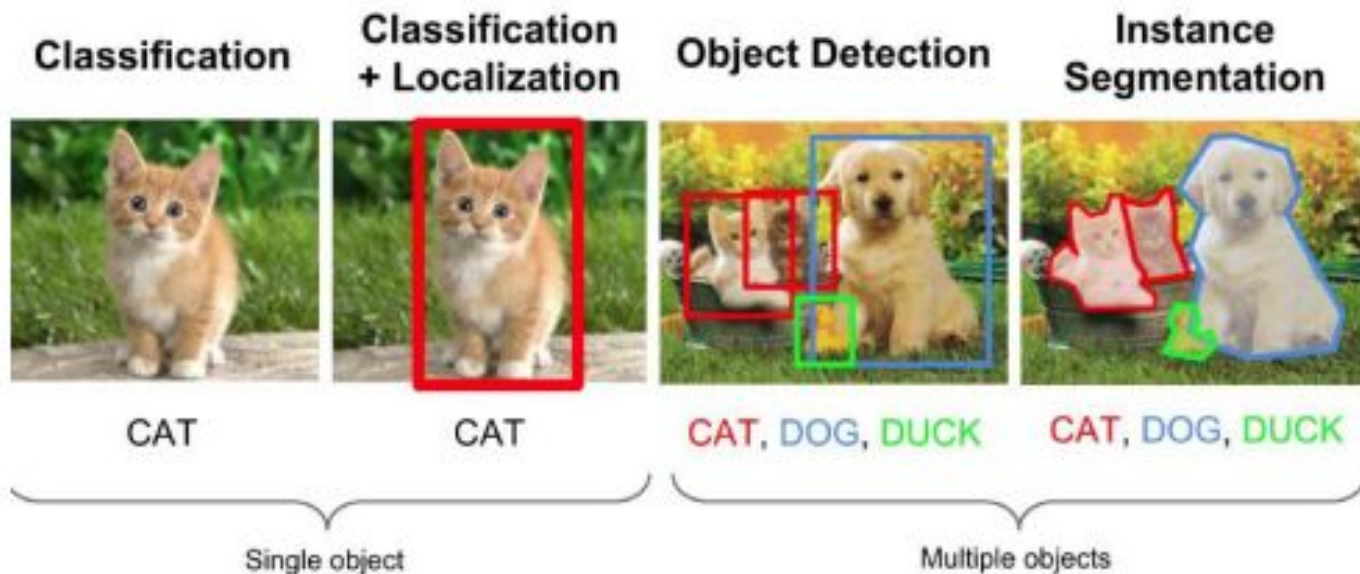 Classification
Classification
+ Localization
Object Detection
Instance
Segmentation
CAT
CAT
CAT, DOG, DUCK
CAT, DOG, DUCK
Single object
Multiple objects